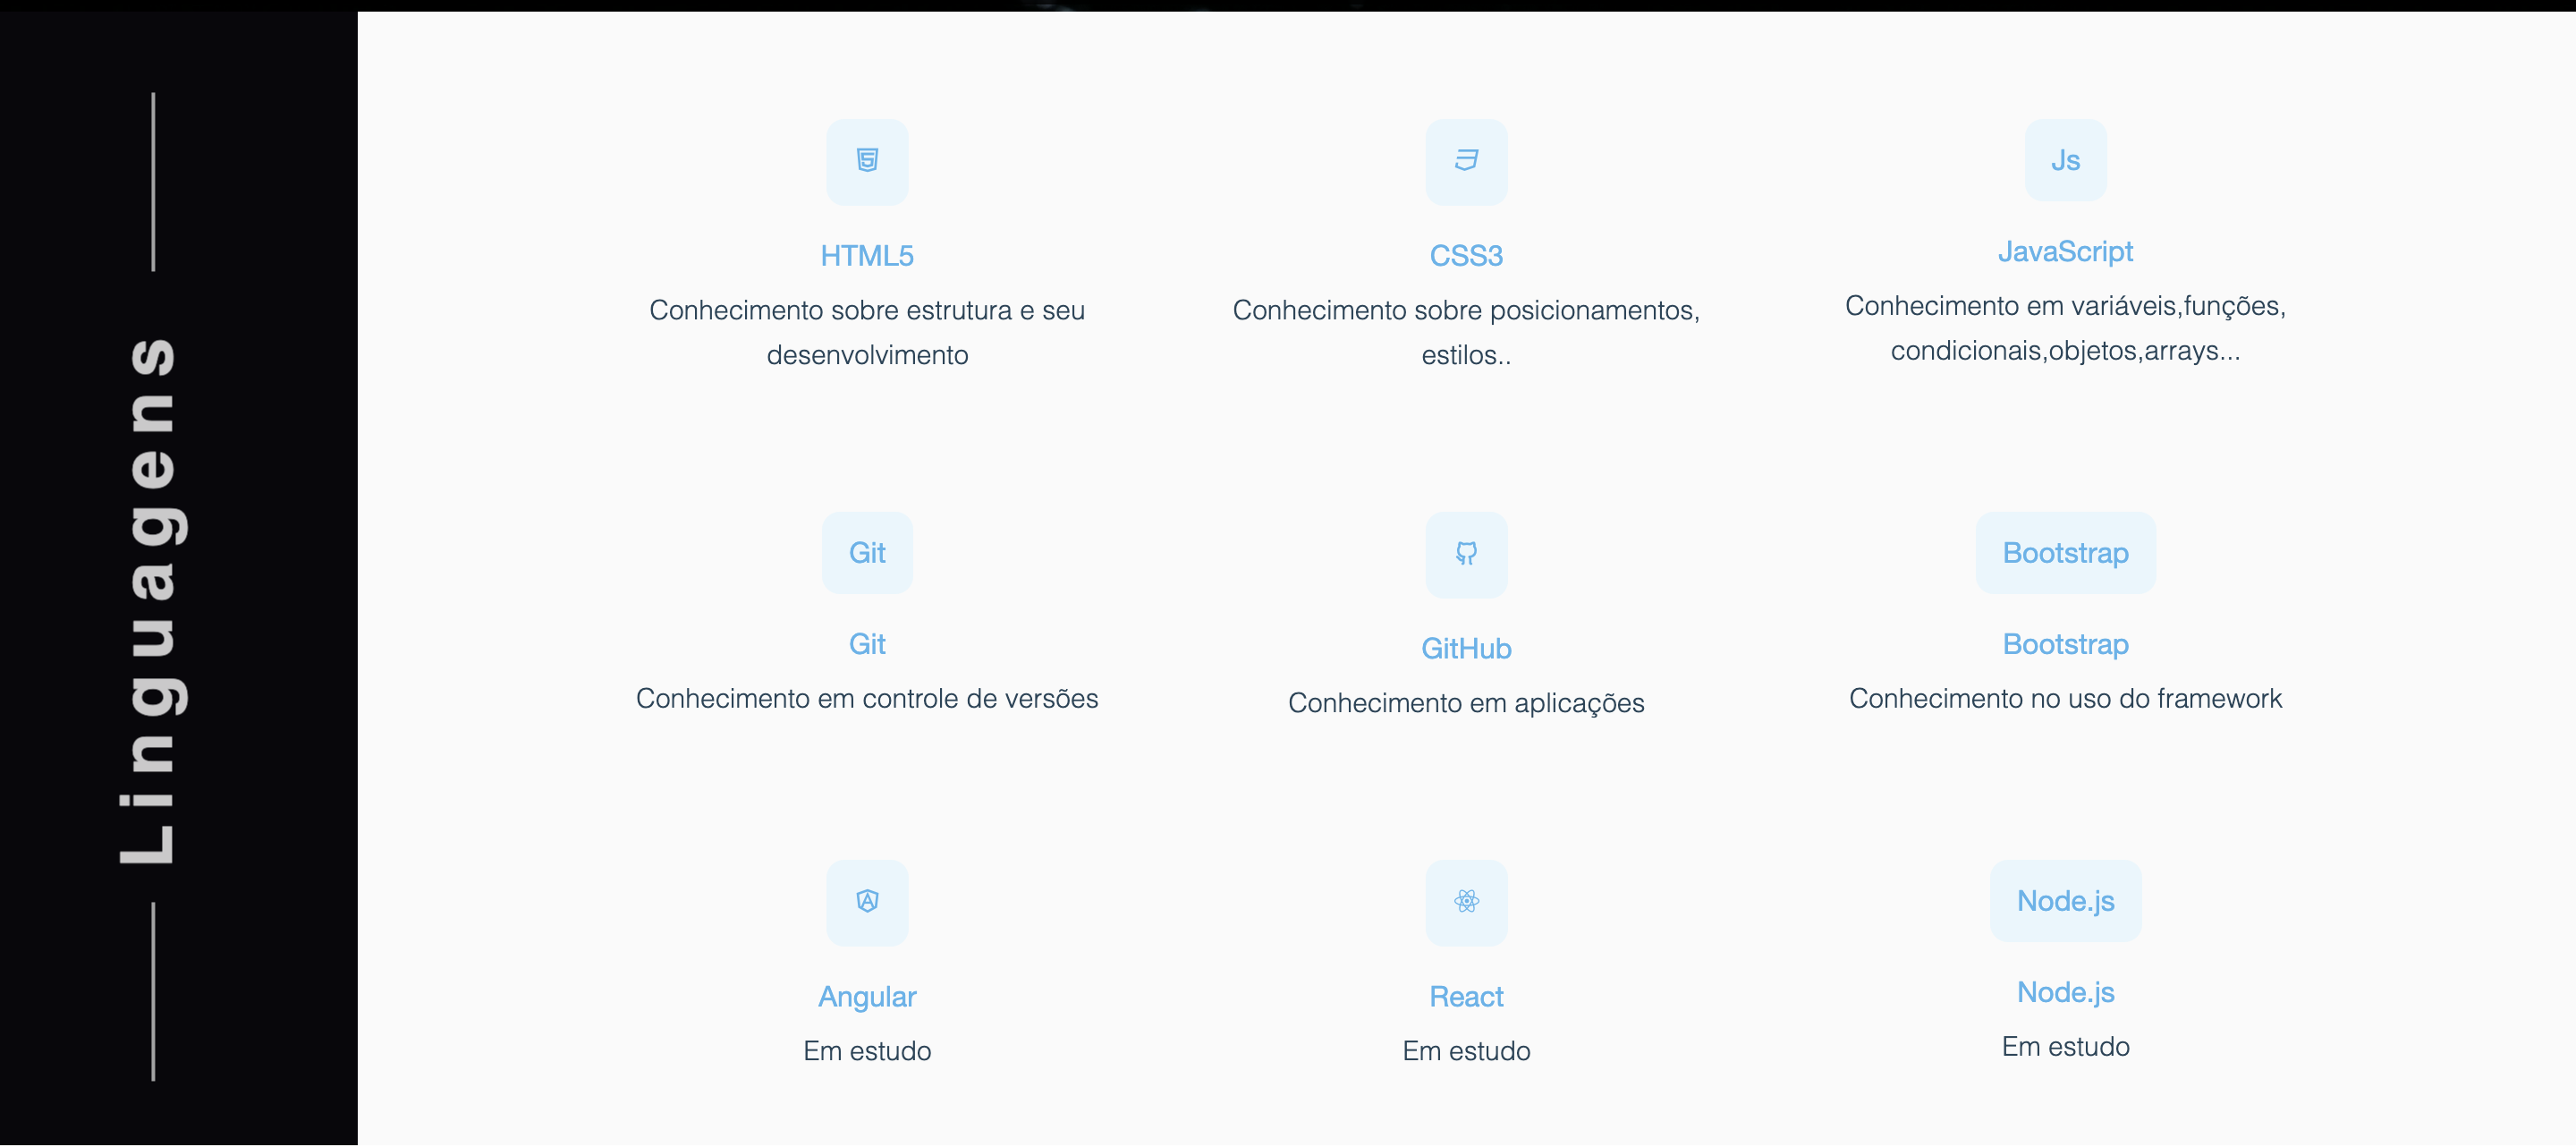 Linguagens
HTML5
Conhecimento sobre estrutura e seu
desenvolvimento
CSS3
Conhecimento sobre posicionamentos,
estilos..
Js
JavaScript
Conhecimento em variáveis,funções,
condicionais,objetos,arrays...
Git
Git
Conhecimento em controle de versões
GitHub
Conhecimento em aplicações
Bootstrap
Bootstrap
Conhecimento no uso do framework
Angular
Em estudo
React
Em estudo
Node.js
Node.js
Em estudo